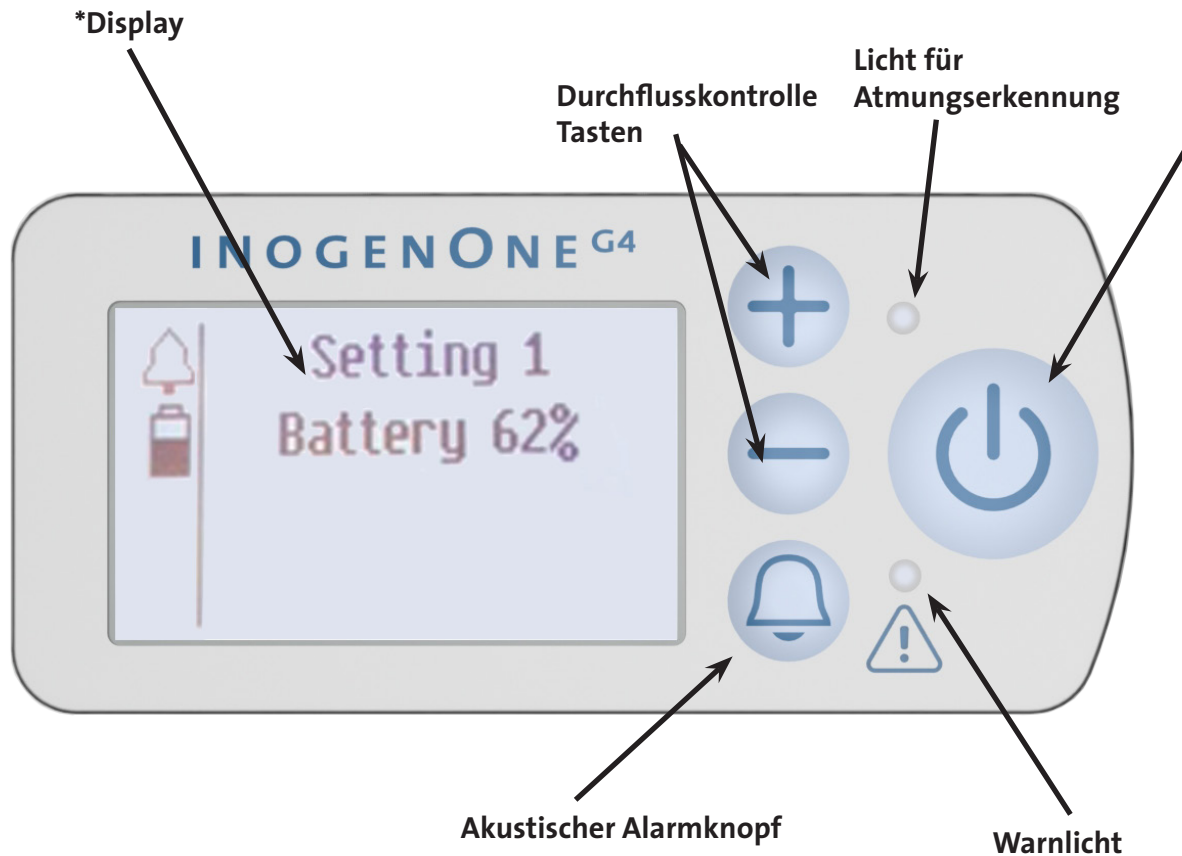 *Display
Durchflusskontrolle
Tasten
Licht für
Atmungserkennung
INOGENONE G4
Setting 1
Battery 62%
Akustischer Alarmknopf
Warnlicht